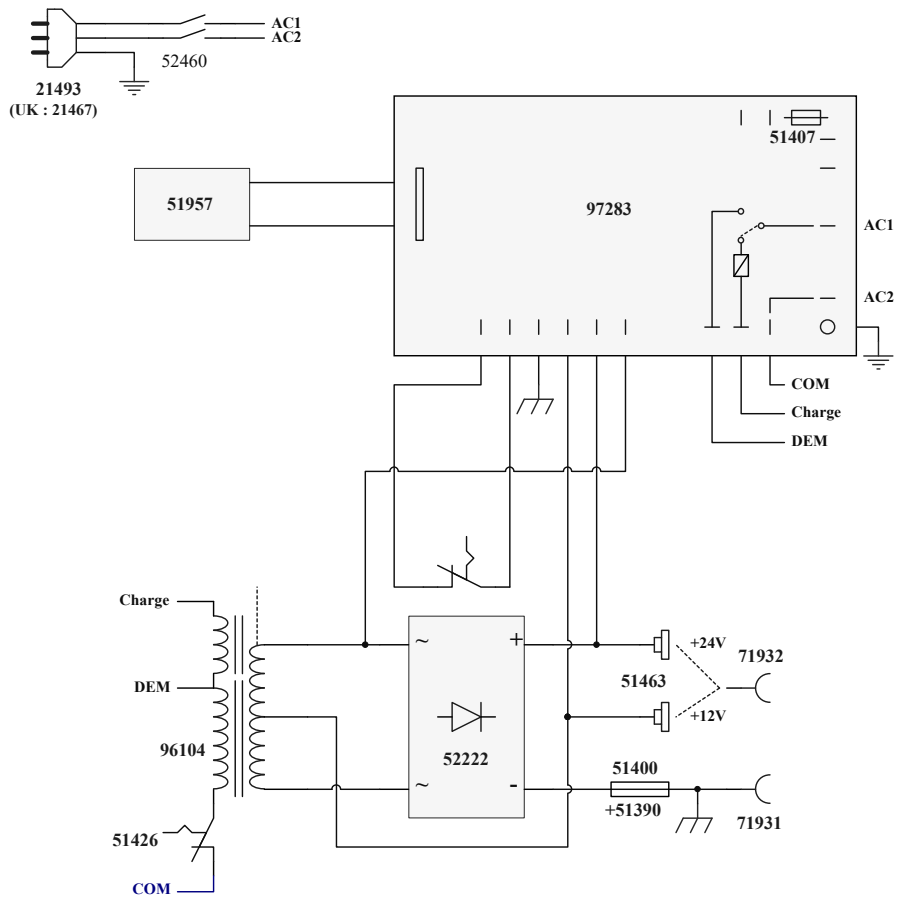 AC1
AC2
52460
21493
(UK : 21467)
51407
51957
97283
AC1
AC2
COM
Charge
DEM
Charge
~
+
+24V
71932
51463
DEM
+12V
96104
52222
51400
~
-
+51390
71931
51426
COM